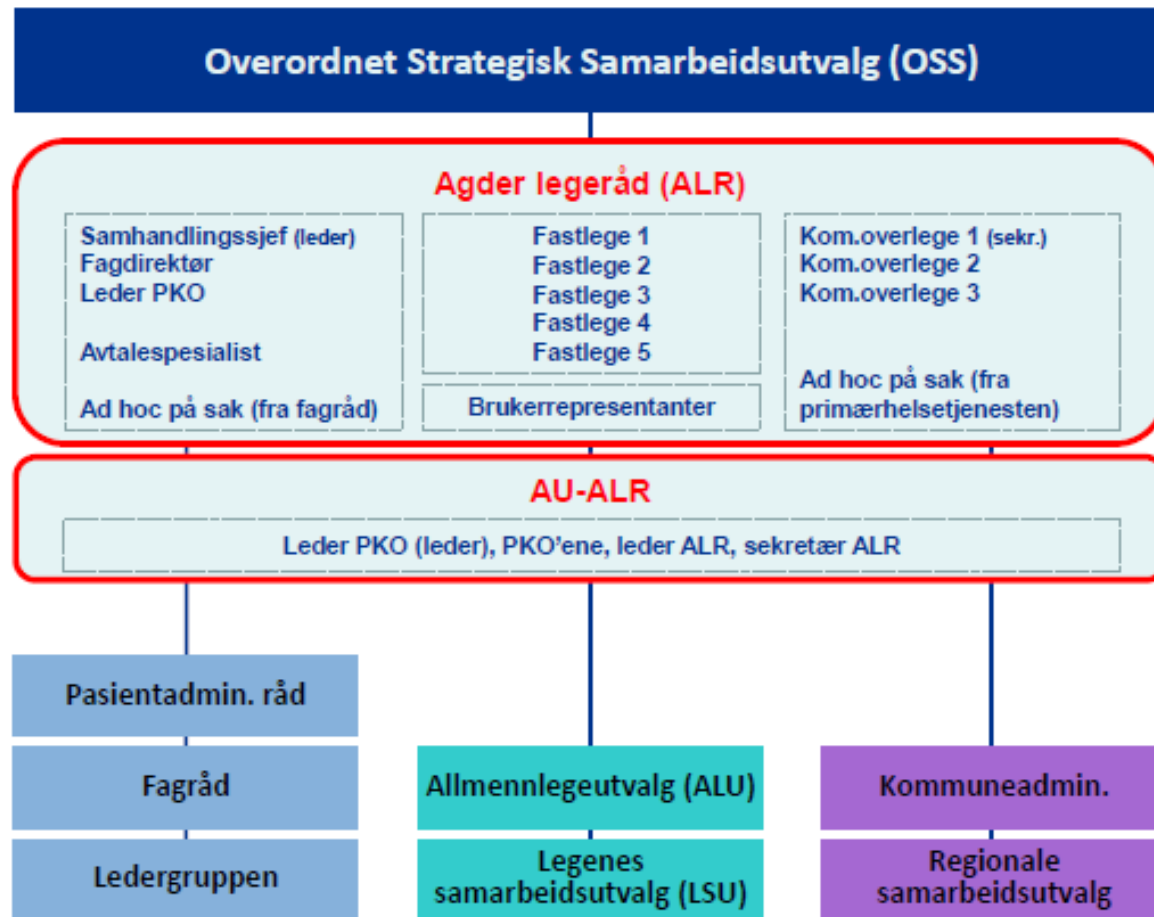 Overordnet Strategisk Samarbeidsutvalg (OSS)
Agder legeråd (ALR)
Samhandlingssjef (leder)
Fagdirektør
Leder PKO
Avtalespesialist
Ad hoc på sak (fra fagråd)
Fastlege 1
Fastlege 2
Fastlege 3
Fastlege 4
Fastlege 5
Brukerrepresentanter
Kom.overlege 1 (sekr.)
Kom.overlege 2
Kom.overlege 3
Ad hoc på sak (fra
primærhelsetjenesten)
AU-ALR
Leder PKO (leder), PKO'ene, leder ALR, sekretær ALR
Pasientadmin. råd
Fagråd
Ledergruppen
Allmennlegeutvalg (ALU)
Legenes
samarbeidsutvalg (LSU)
Kommuneadmin.
Regionale
samarbeidsutvalg